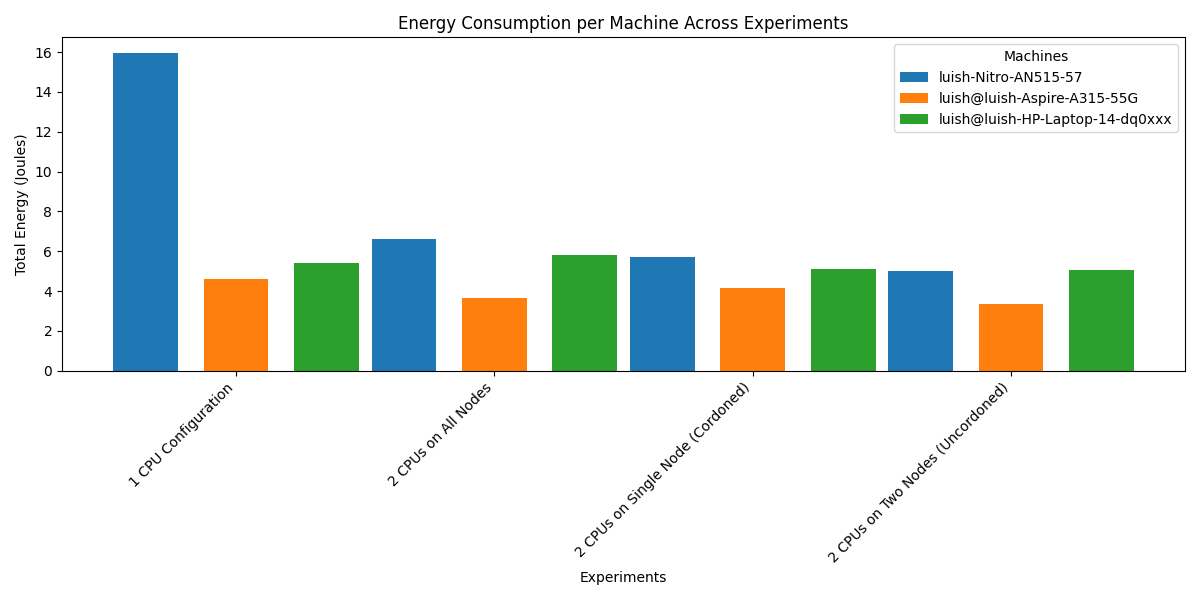 Energy Consumption per Machine Across Experiments
Total Energy (Joules)
16
14
12
10
8
6
4
2
0
Machines
luish-Nitro-AN515-57
luish@luish-Aspire-A315-55G
luish@luish-HP-Laptop-14-dq0xxx
1 CPU Configuration
2 CPUs on All Nodes
2 CPUs on Single Node (Cordoned)
2 CPUs on Two Nodes (Uncordoned)
Experiments